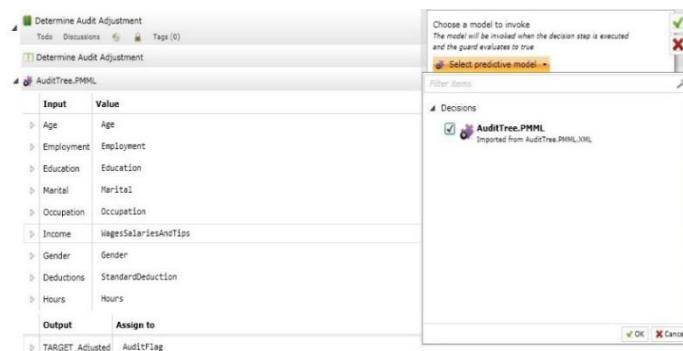 Determine Audit Adjustment
Todo Discussions Tags (0)
Determine Audit Adjustment
AuditTree.PMML
Input Value
Age Age
Employment Employment
Education Education
Marital Marital
Occupation Occupation
Income WagesSalariesAndTips
Gender Gender
Deductions StandardDeduction
Hours Hours
Output Assign to
TARGET_Adjusted AuditFlag
Choose a model to invoke
The model will be invoked when the decision step is executed
and the guard evaluates to true
Select predictive model
Filter items
Decisions
AuditTree.PMML
Imported from AuditTree.PMML.XML
OK Cance